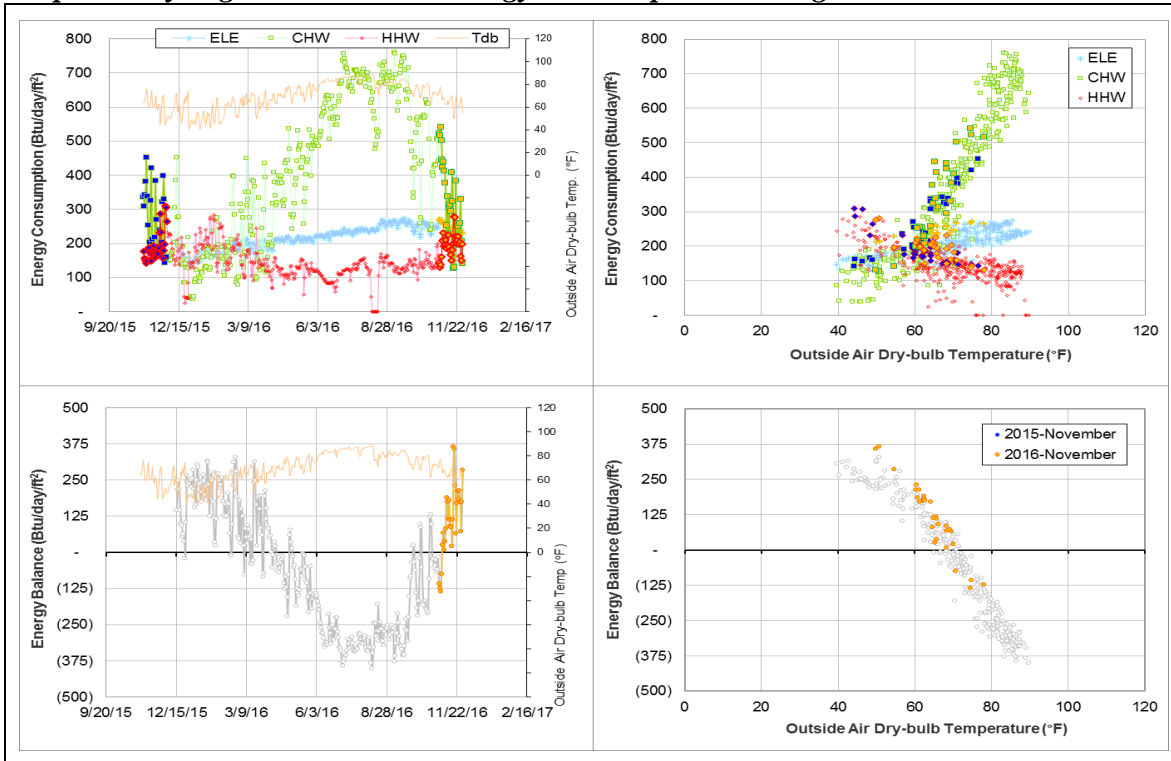 ELE CHW HHW Tdb
800
700
600
500
400
300
200
100
-
Energy Consumption (Btu/day/ft²)
120
100
80
60
40
20
0
Outside Air Dry-bulb Temp. (°F)
9/20/15 12/15/15 3/9/16 6/3/16 8/28/16 11/22/16 2/16/17
800
700
600
500
400
300
200
100
-
Energy Consumption (Btu/day/ft²)
ELE
CHW
HHW
0 20 40 60 80 100 120
Outside Air Dry-bulb Temperature (°F)
500
375
250
125
-
(125)
(250)
(375)
(500)
Energy Balance (Btu/day/ft²)
120
100
80
60
40
20
0
Outside Air Dry-bulb Temp (°F)
9/20/15 12/15/15 3/9/16 6/3/16 8/28/16 11/22/16 2/16/17
500
375
250
125
-
(125)
(250)
(375)
(500)
Energy Balance (Btu/day/ft²)
2015-November
2016-November
0 20 40 60 80 100 120
Outside Air Dry-bulb Temperature (°F)